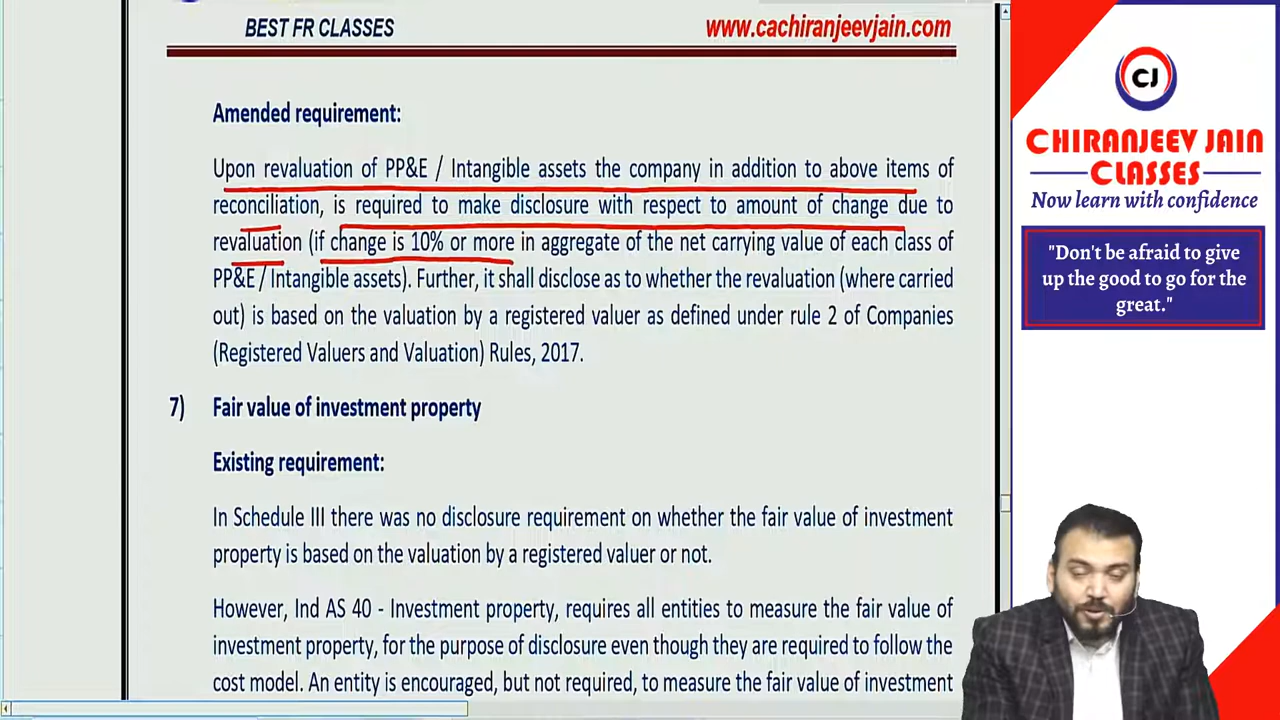 BEST FR CLASSES
www.cachiranjeevjain.com
Amended requirement:
Upon revaluation of PP&E / Intangible assets the company in addition to above items of
reconciliation, is required to make disclosure with respect to amount of change due to
revaluation (if change is 10% or more in aggregate of the net carrying value of each class of
PP&E / Intangible assets). Further, it shall disclose as to whether the revaluation (where carried
out) is based on the valuation by a registered valuer as defined under rule 2 of Companies
(Registered Valuers and Valuation) Rules, 2017.
7) Fair value of investment property
Existing requirement:
In Schedule III there was no disclosure requirement on whether the fair value of investment
property is based on the valuation by a registered valuer or not.
However, Ind AS 40 - Investment property, requires all entities to measure the fair value of
investment property, for the purpose of disclosure even though they are required to follow the
cost model. An entity is encouraged, but not required, to measure the fair value of investment
CJ
CHIRANJEEV JAIN
CLASSES
Now learn with confidence
"Don't be afraid to give
up the good to go for the
great."